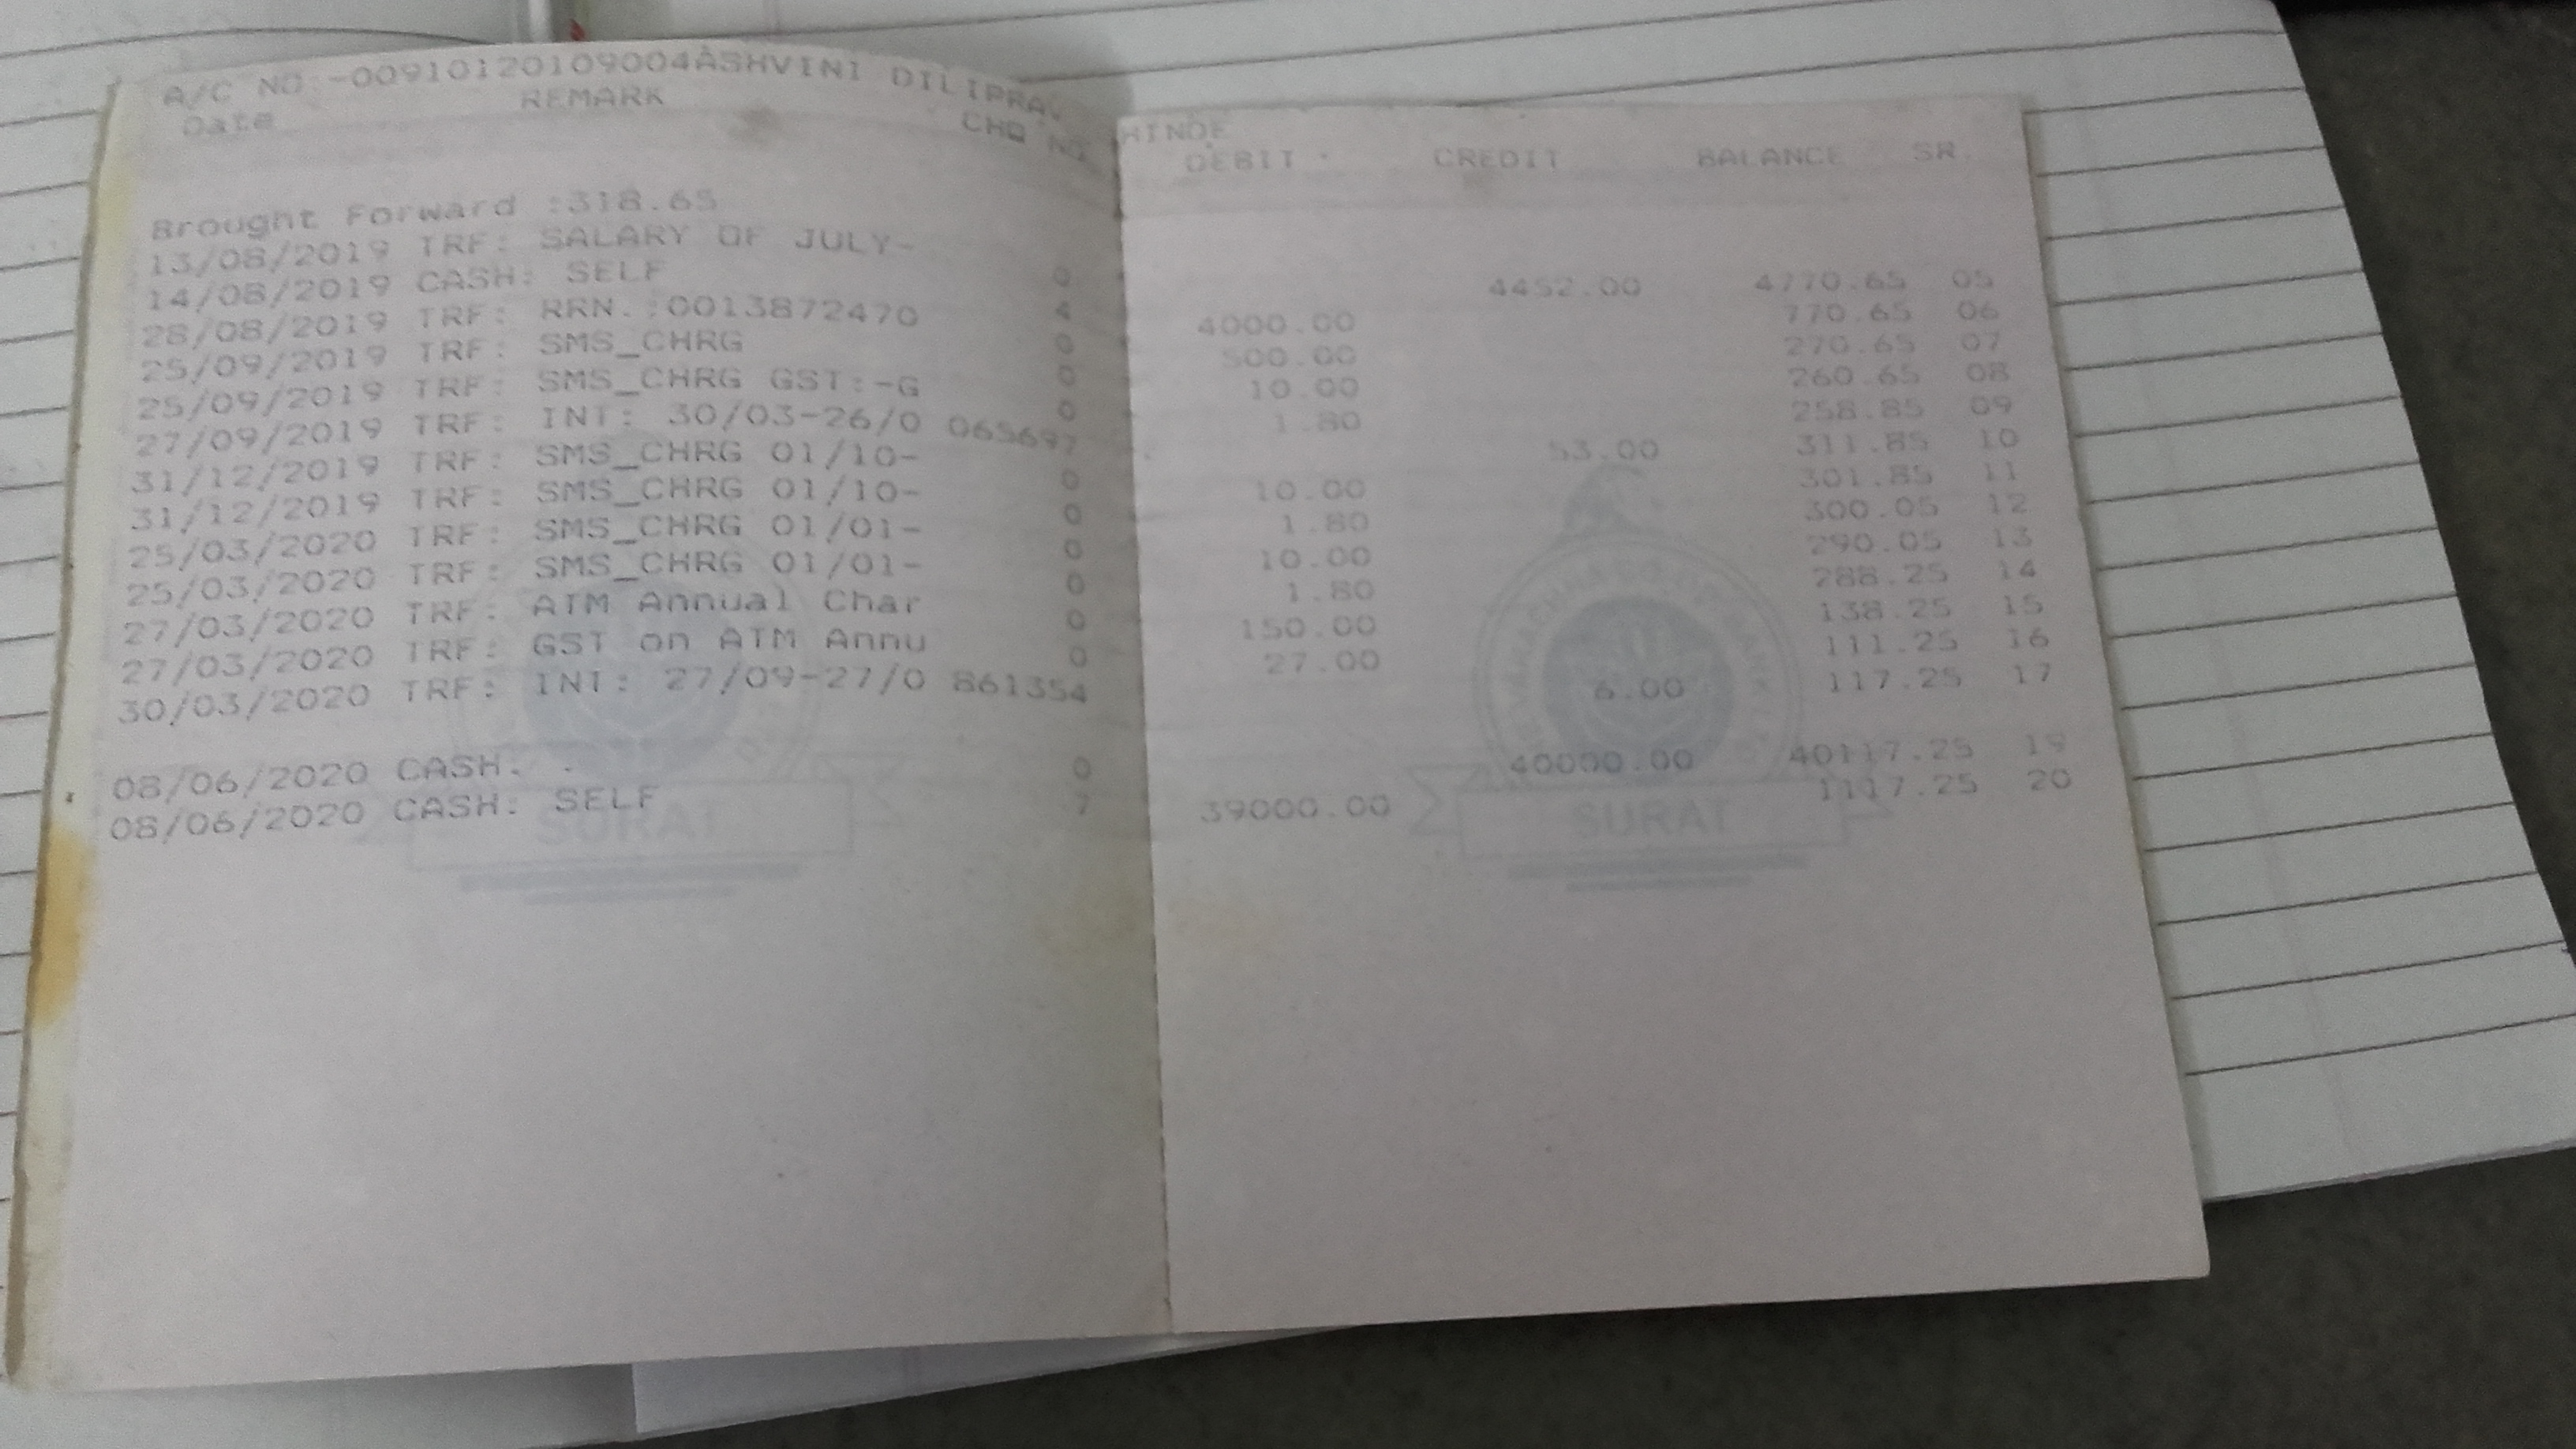 A/C NO -00910120109004ASHVINI DILIPRA. HINDE
Date REMARK CHQ NO DEBIT CREDIT BALANCE SR.
Brought Forward :318.65
13/08/2019 TRF: SALARY OF JULY- 0 4452.00 4770.65 05
14/08/2019 CASH: SELF 4 4000.00 770.65 06
28/08/2019 TRF: RRN.:0013872470 0 500.00 270.65 07
25/09/2019 TRF: SMS_CHRG 0 10.00 260.65 08
25/09/2019 TRF: SMS_CHRG GST:-G 0 1.80 258.85 09
27/09/2019 TRF: INT: 30/03-26/0 065697 53.00 311.85 10
31/12/2019 TRF: SMS_CHRG 01/10- 0 10.00 301.85 11
31/12/2019 TRF: SMS_CHRG 01/10- 0 1.80 300.05 12
25/03/2020 TRF: SMS_CHRG 01/01- 0 10.00 290.05 13
25/03/2020 TRF: SMS_CHRG 01/01- 0 1.80 288.25 14
27/03/2020 TRF: ATM Annual Char 0 150.00 138.25 15
27/03/2020 TRF: GST on ATM Annu 0 27.00 111.25 16
30/03/2020 TRF: INT: 27/09-27/0 861354 6.00 117.25 17
08/06/2020 CASH: . 0 40000.00 40117.25 19
08/06/2020 CASH: SELF 7 39000.00 1117.25 20
SURAT
SURAT